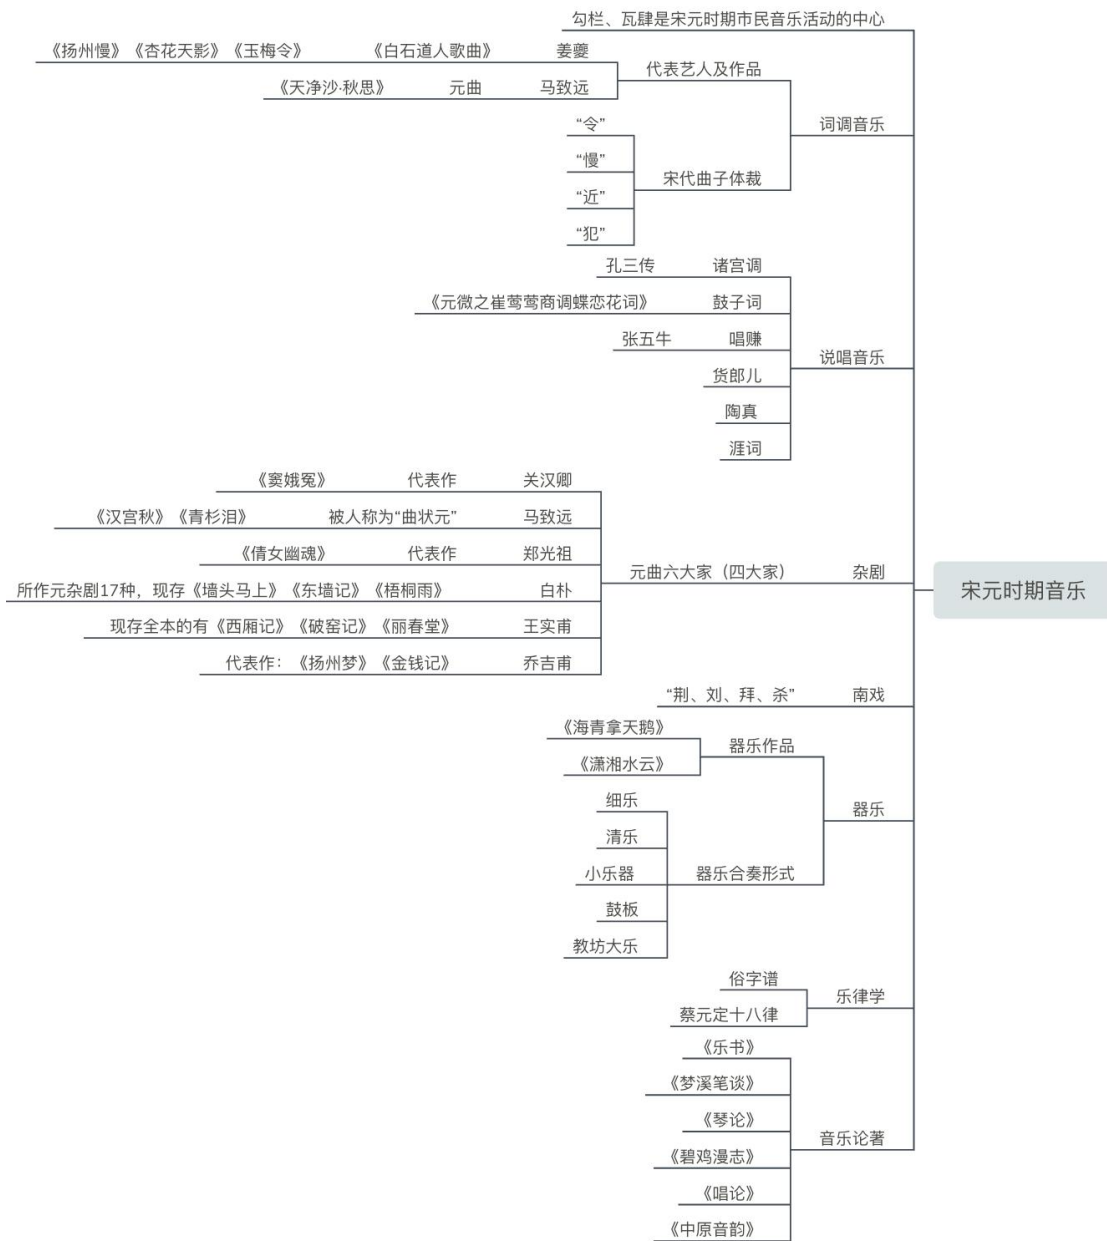 勾栏、瓦肆是宋元时期市民音乐活动的中心
《扬州慢》《杏花天影》《玉梅令》 《白石道人歌曲》 姜夔
代表艺人及作品
《天净沙·秋思》 元曲 马致远
词调音乐
“令”
“慢”
宋代曲子体裁
“近”
“犯”
孔三传 诸宫调
《元微之崔莺莺商调蝶恋花词》 鼓子词
张五牛 唱赚
说唱音乐
货郎儿
陶真
涯词
《窦娥冤》 代表作 关汉卿
《汉宫秋》《青杉泪》 被人称为“曲状元” 马致远
《倩女幽魂》 代表作 郑光祖
元曲六大家（四大家） 杂剧
所作元杂剧17种，现存《墙头马上》《东墙记》《梧桐雨》 白朴
宋元时期音乐
现存全本的有《西厢记》《破窑记》《丽春堂》 王实甫
代表作：《扬州梦》《金钱记》 乔吉甫
“荆、刘、拜、杀” 南戏
《海青拿天鹅》
器乐作品
《潇湘水云》
细乐
器乐
清乐
小乐器 器乐合奏形式
鼓板
教坊大乐
俗字谱
乐律学
蔡元定十八律
《乐书》
《梦溪笔谈》
《琴论》
音乐论著
《碧鸡漫志》
《唱论》
《中原音韵》